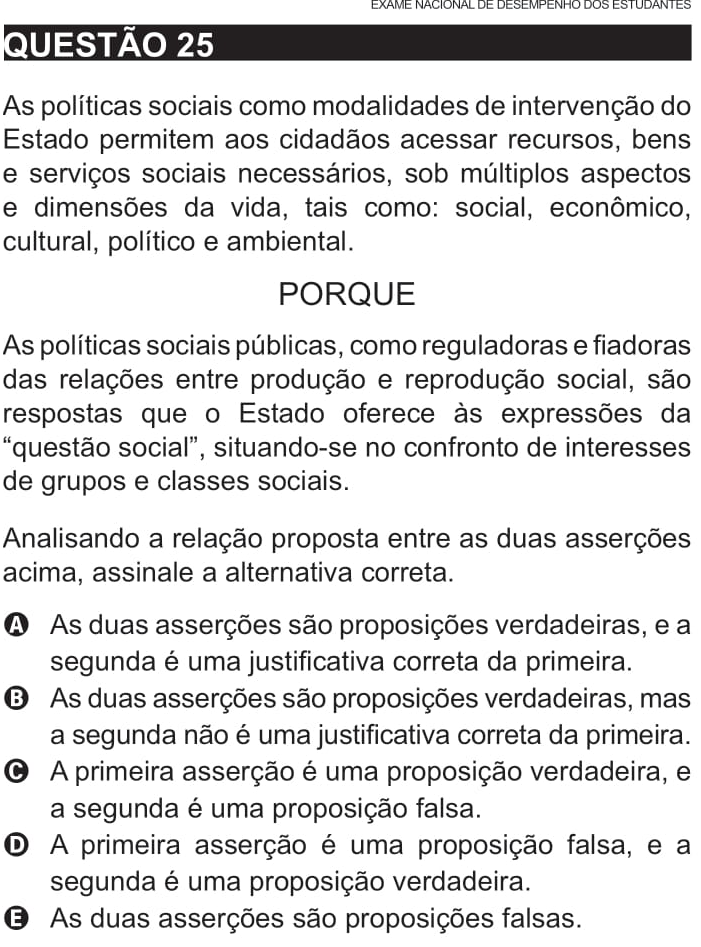 EXAME NACIONAL DE DESEMPENHO DOS ESTUDANTES
QUESTÃO 25
As políticas sociais como modalidades de intervenção do
Estado permitem aos cidadãos acessar recursos, bens
e serviços sociais necessários, sob múltiplos aspectos
e dimensões da vida, tais como: social, econômico,
cultural, político e ambiental.
PORQUE
As políticas sociais públicas, como reguladoras e fiadoras
das relações entre produção e reprodução social, são
respostas que o Estado oferece às expressões da
“questão social”, situando-se no confronto de interesses
de grupos e classes sociais.
Analisando a relação proposta entre as duas asserções
acima, assinale a alternativa correta.
A As duas asserções são proposições verdadeiras, e a
segunda é uma justificativa correta da primeira.
B As duas asserções são proposições verdadeiras, mas
a segunda não é uma justificativa correta da primeira.
C A primeira asserção é uma proposição verdadeira, e
a segunda é uma proposição falsa.
D A primeira asserção é uma proposição falsa, e a
segunda é uma proposição verdadeira.
E As duas asserções são proposições falsas.